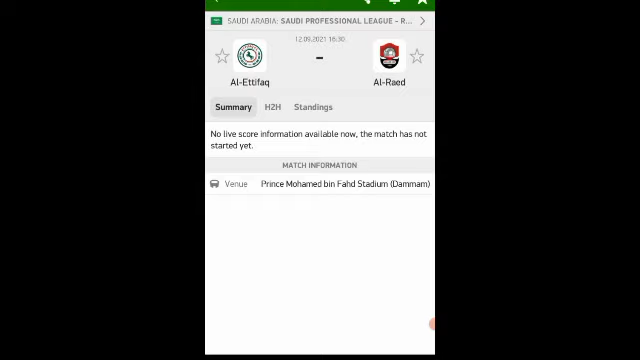 SAUDI ARABIA: SAUDI PROFESSIONAL LEAGUE - R...
12.09.2021 16:30
-
Al-Ettifaq
Al-Raed
Summary H2H Standings
No live score information available now, the match has not
started yet.
MATCH INFORMATION
Venue Prince Mohamed bin Fahd Stadium (Dammam)